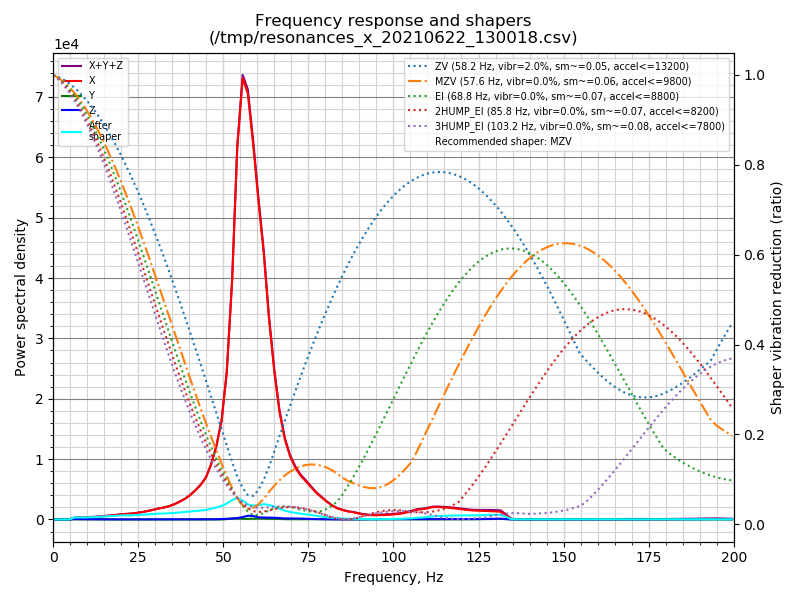 Frequency response and shapers
(/tmp/resonances_x_20210622_130018.csv)
1e4
X+Y+Z
X
Y
Z
After
shaper
ZV (58.2 Hz, vibr=2.0%, sm~=0.05, accel<=13200)
MZV (57.6 Hz, vibr=0.0%, sm~=0.06, accel<=9800)
EI (68.8 Hz, vibr=0.0%, sm~=0.07, accel<=8800)
2HUMP_EI (85.8 Hz, vibr=0.0%, sm~=0.07, accel<=8200)
3HUMP_EI (103.2 Hz, vibr=0.0%, sm~=0.08, accel<=7800)
Recommended shaper: MZV
Power spectral density
7
6
5
4
3
2
1
0
1.0
0.8
0.6
0.4
0.2
0.0
Shaper vibration reduction (ratio)
0 25 50 75 100 125 150 175 200
Frequency, Hz